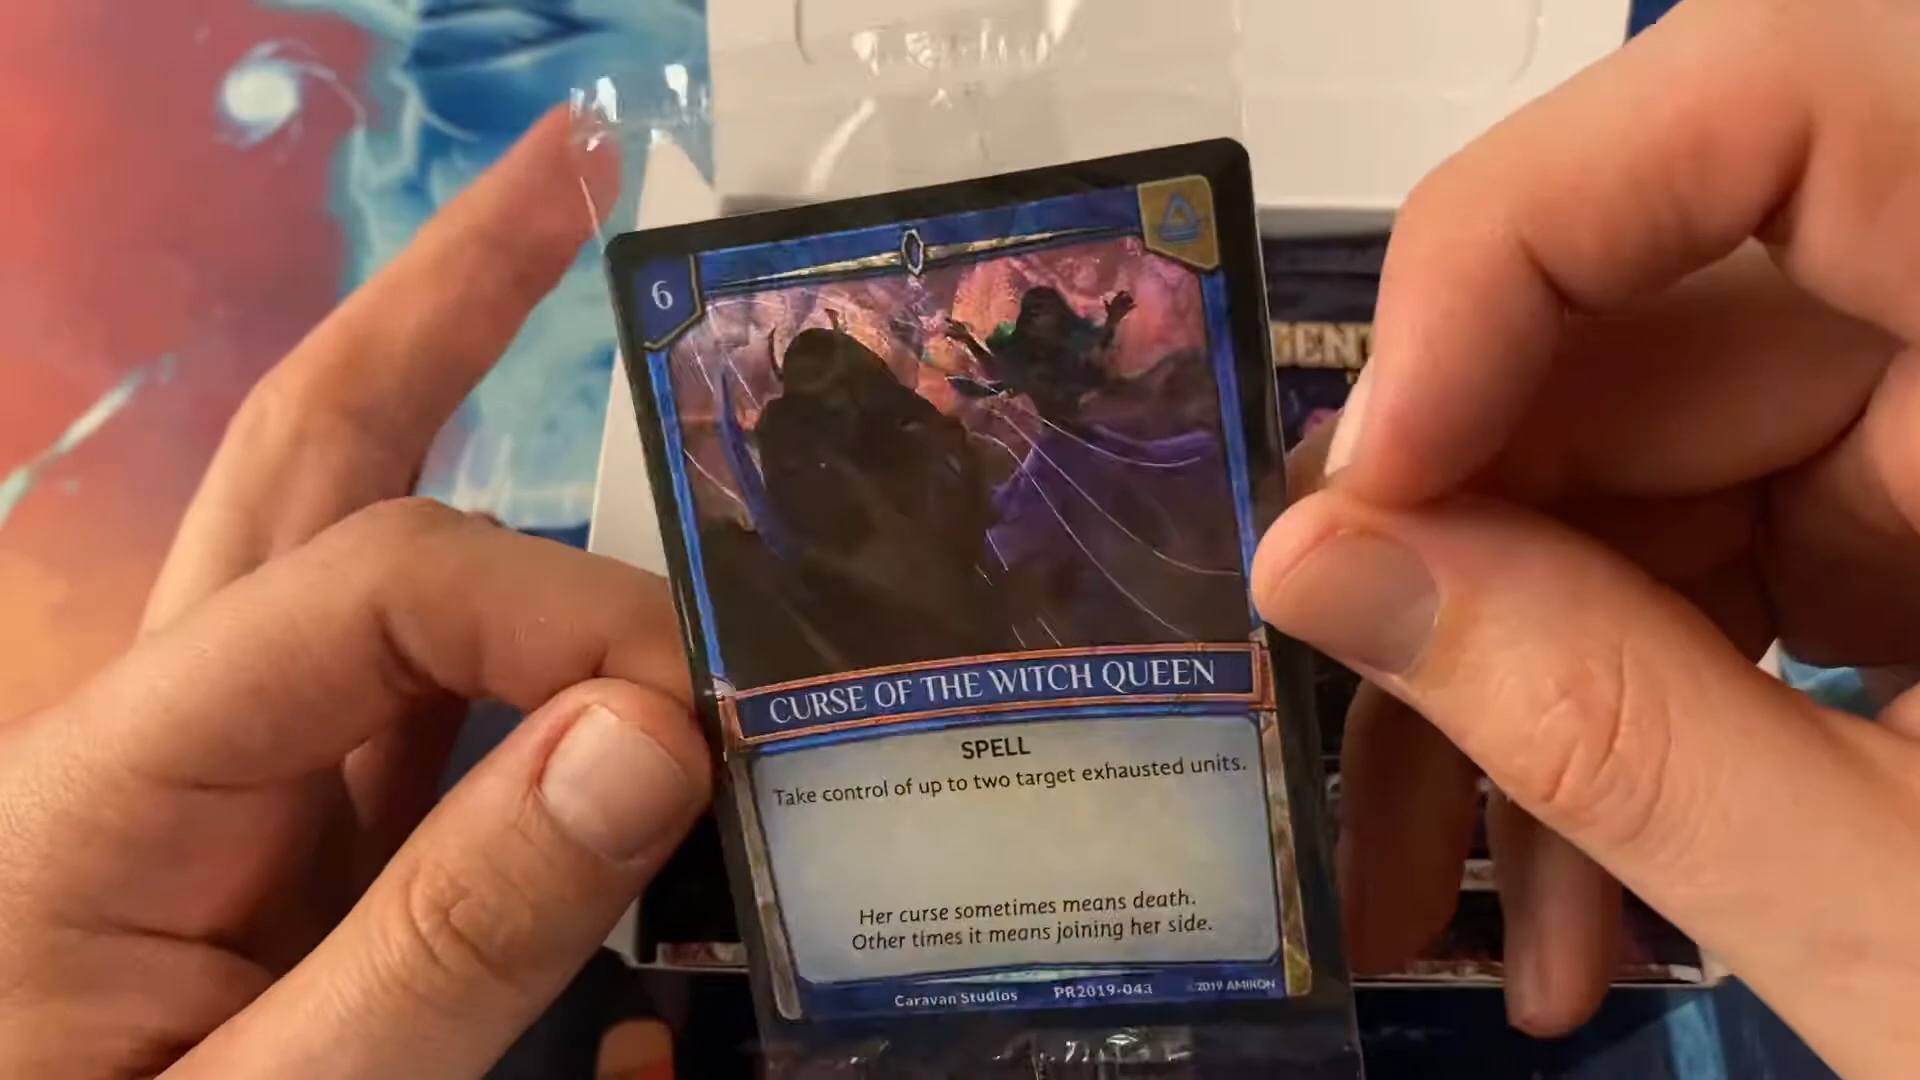 6
CURSE OF THE WITCH QUEEN
SPELL
Take control of up to two target exhausted units.
Her curse sometimes means death.
Other times it means joining her side.
Caravan Studios PR2019-043 2019 AMIKON